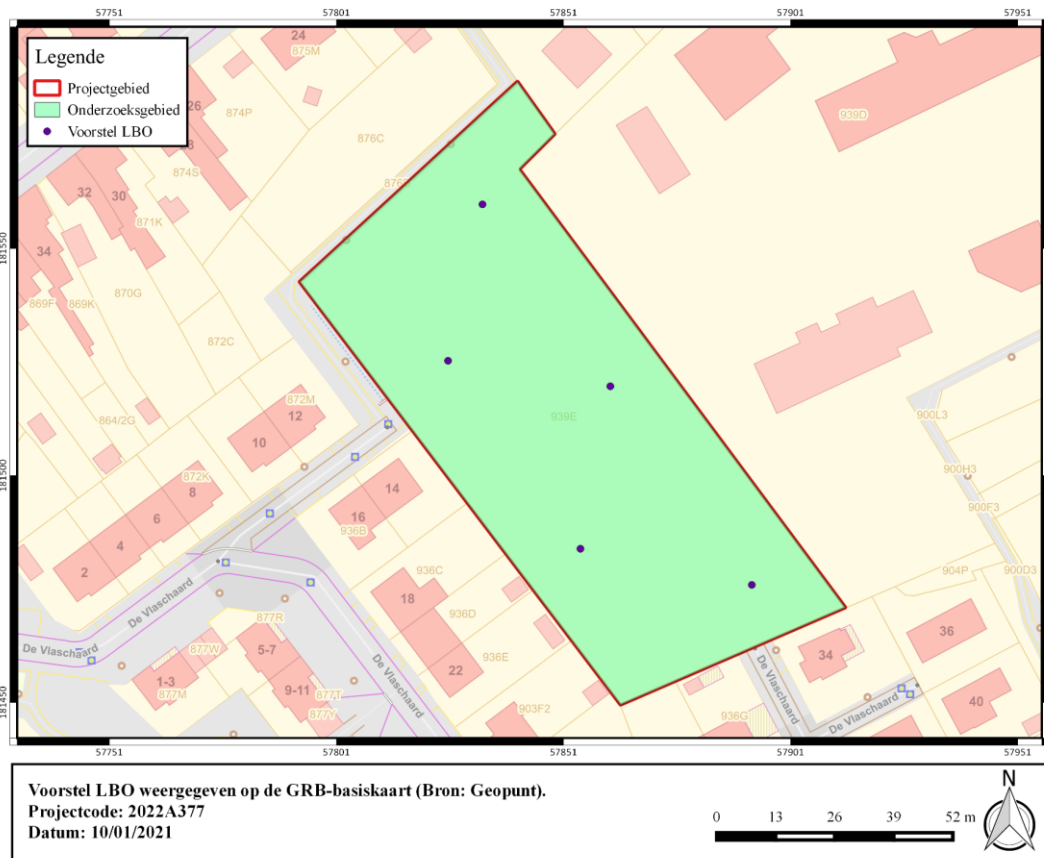 57751 57801 57851 57901 57951
Legende
Projectgebied
Onderzoeksgebied
Voorstel LBO
24
875M
26
874P
876C
939D
874S
32
30
871K
34
181550
869F
869K
870G
872C
872M
12
10
864/2G
939E
900L3
872K
8
14
900H3
181500
6
16
936B
900F3
4
2
936C
904P
900D3
De Vlaschaard
18
936D
877R
36
De Vlaschaard
877W
5-7
936E
34
22
De Vlaschaard
De Vlaschaard
1-3
877M
9-11
877T
40
181450
877Y
903F2
936G
De Vlaschaard
57751 57801 57851 57901 57951
Voorstel LBO weergegeven op de GRB-basiskaart (Bron: Geopunt).
Projectcode: 2022A377
Datum: 10/01/2021
0 13 26 39 52 m
N